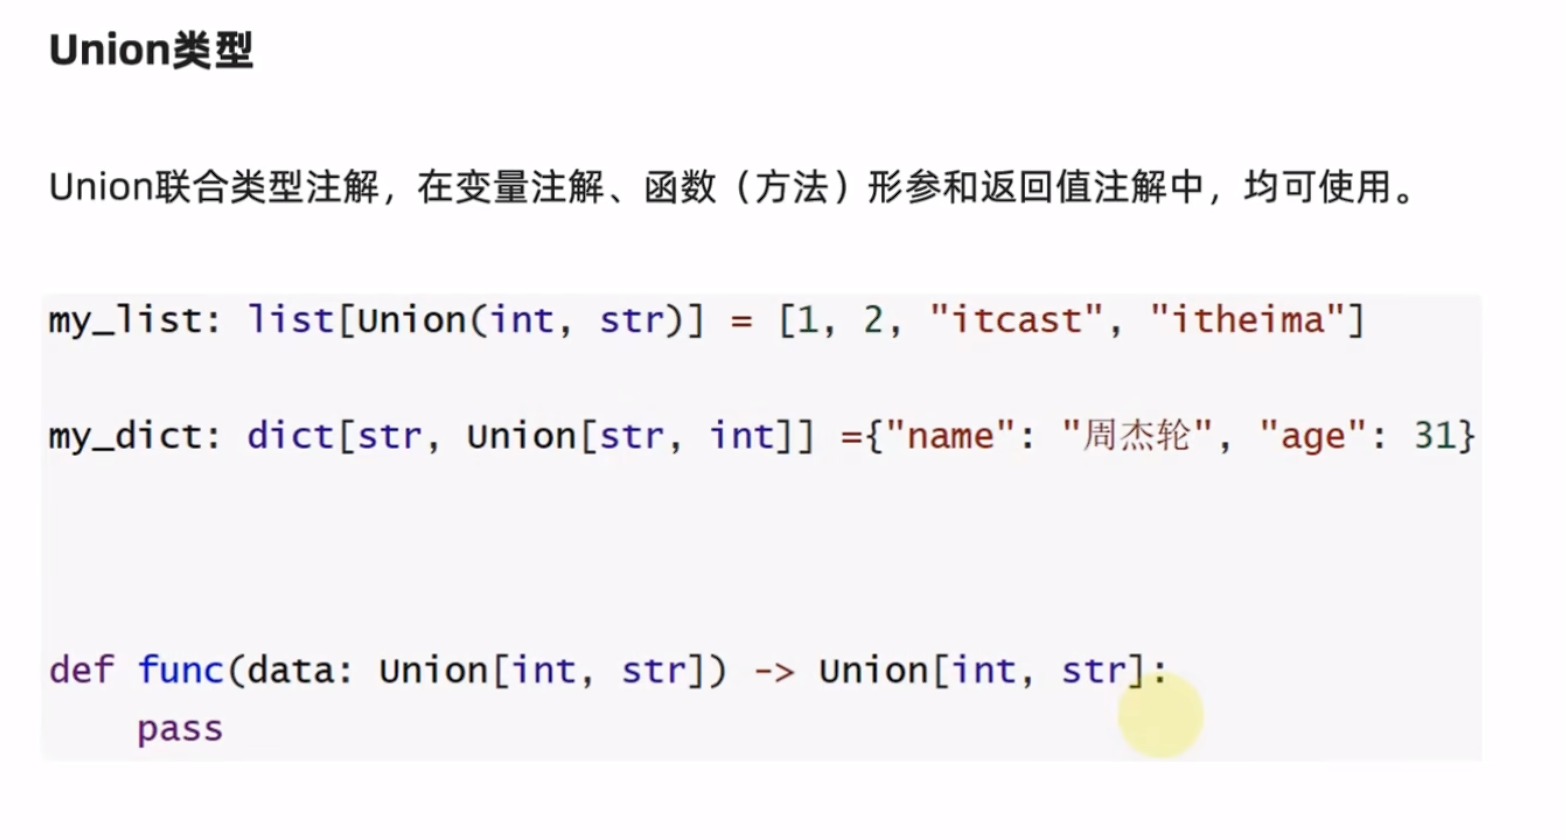 Union类型
Union联合类型注解，在变量注解、函数（方法）形参和返回值注解中，均可使用。
my_list: list[Union(int, str)] = [1, 2, "itcast", "itheima"]
my_dict: dict[str, Union[str, int]] ={"name": "周杰轮", "age": 31}
def func(data: Union[int, str]) -> Union[int, str]:
    pass